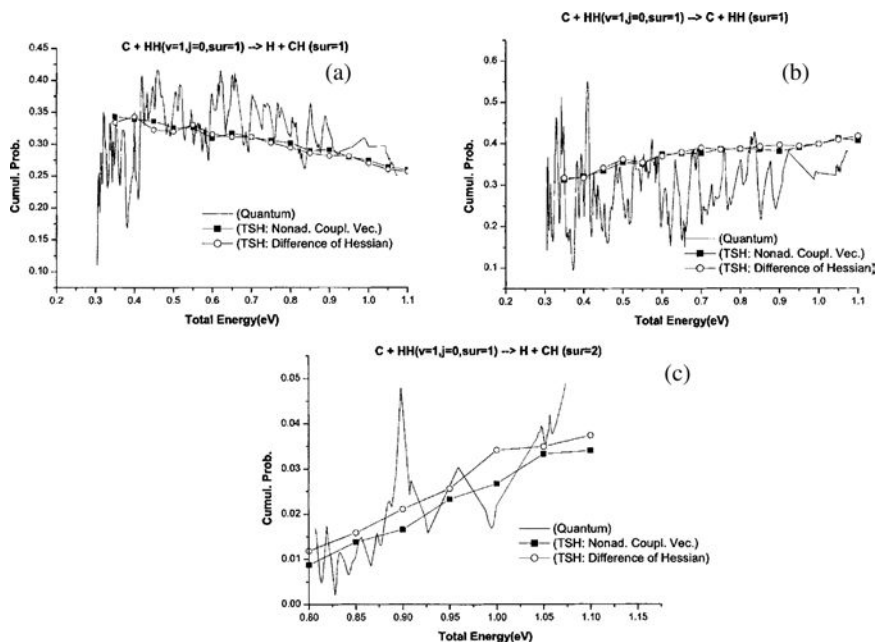 C + HH(v=1,j=0,sur=1) --> H + CH (sur=1)
(a)
0.45
0.40
0.35
0.30
0.25
0.20
0.15
0.10
Cumul. Prob.
(Quantum)
(TSH: Nonad. Coupl. Vec.)
(TSH: Difference of Hessian)
0.2 0.3 0.4 0.5 0.6 0.7 0.8 0.9 1.0 1.1
Total Energy(eV)
C + HH(v=1,j=0,sur=1) --> C + HH (sur=1)
(b)
0.6
0.5
0.4
0.3
0.2
0.1
Cumul. Prob.
(Quantum)
(TSH: Nonad. Coupl. Vec.)
(TSH: Difference of Hessian)
0.2 0.3 0.4 0.5 0.6 0.7 0.8 0.9 1.0 1.1
Total Energy(eV)
C + HH(v=1,j=0,sur=1) --> H + CH (sur=2)
(c)
0.05
0.04
0.03
0.02
0.01
0.00
Cumul. Prob.
(Quantum)
(TSH: Nonad. Coupl. Vec.)
(TSH: Difference of Hessian)
0.80 0.85 0.90 0.95 1.00 1.05 1.10 1.15
Total Energy(eV)